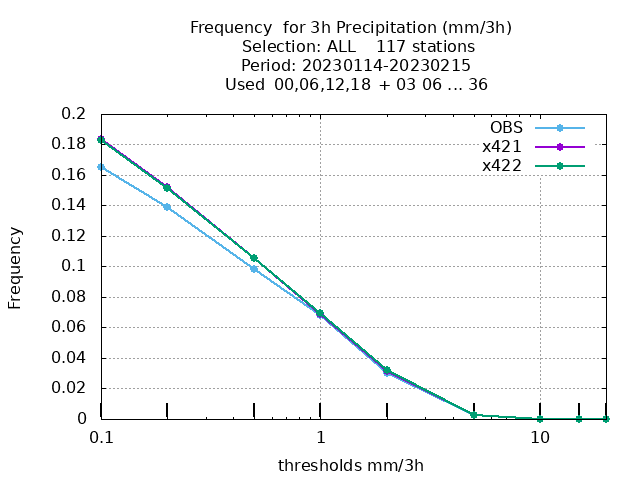 Frequency  for 3h Precipitation (mm/3h)
Selection: ALL    117 stations
Period: 20230114-20230215
Used  00,06,12,18  + 03 06 ... 36
OBS
x421
x422
0.2
0.18
0.16
0.14
0.12
0.1
0.08
0.06
0.04
0.02
0
Frequency
0.1
1
10
thresholds mm/3h